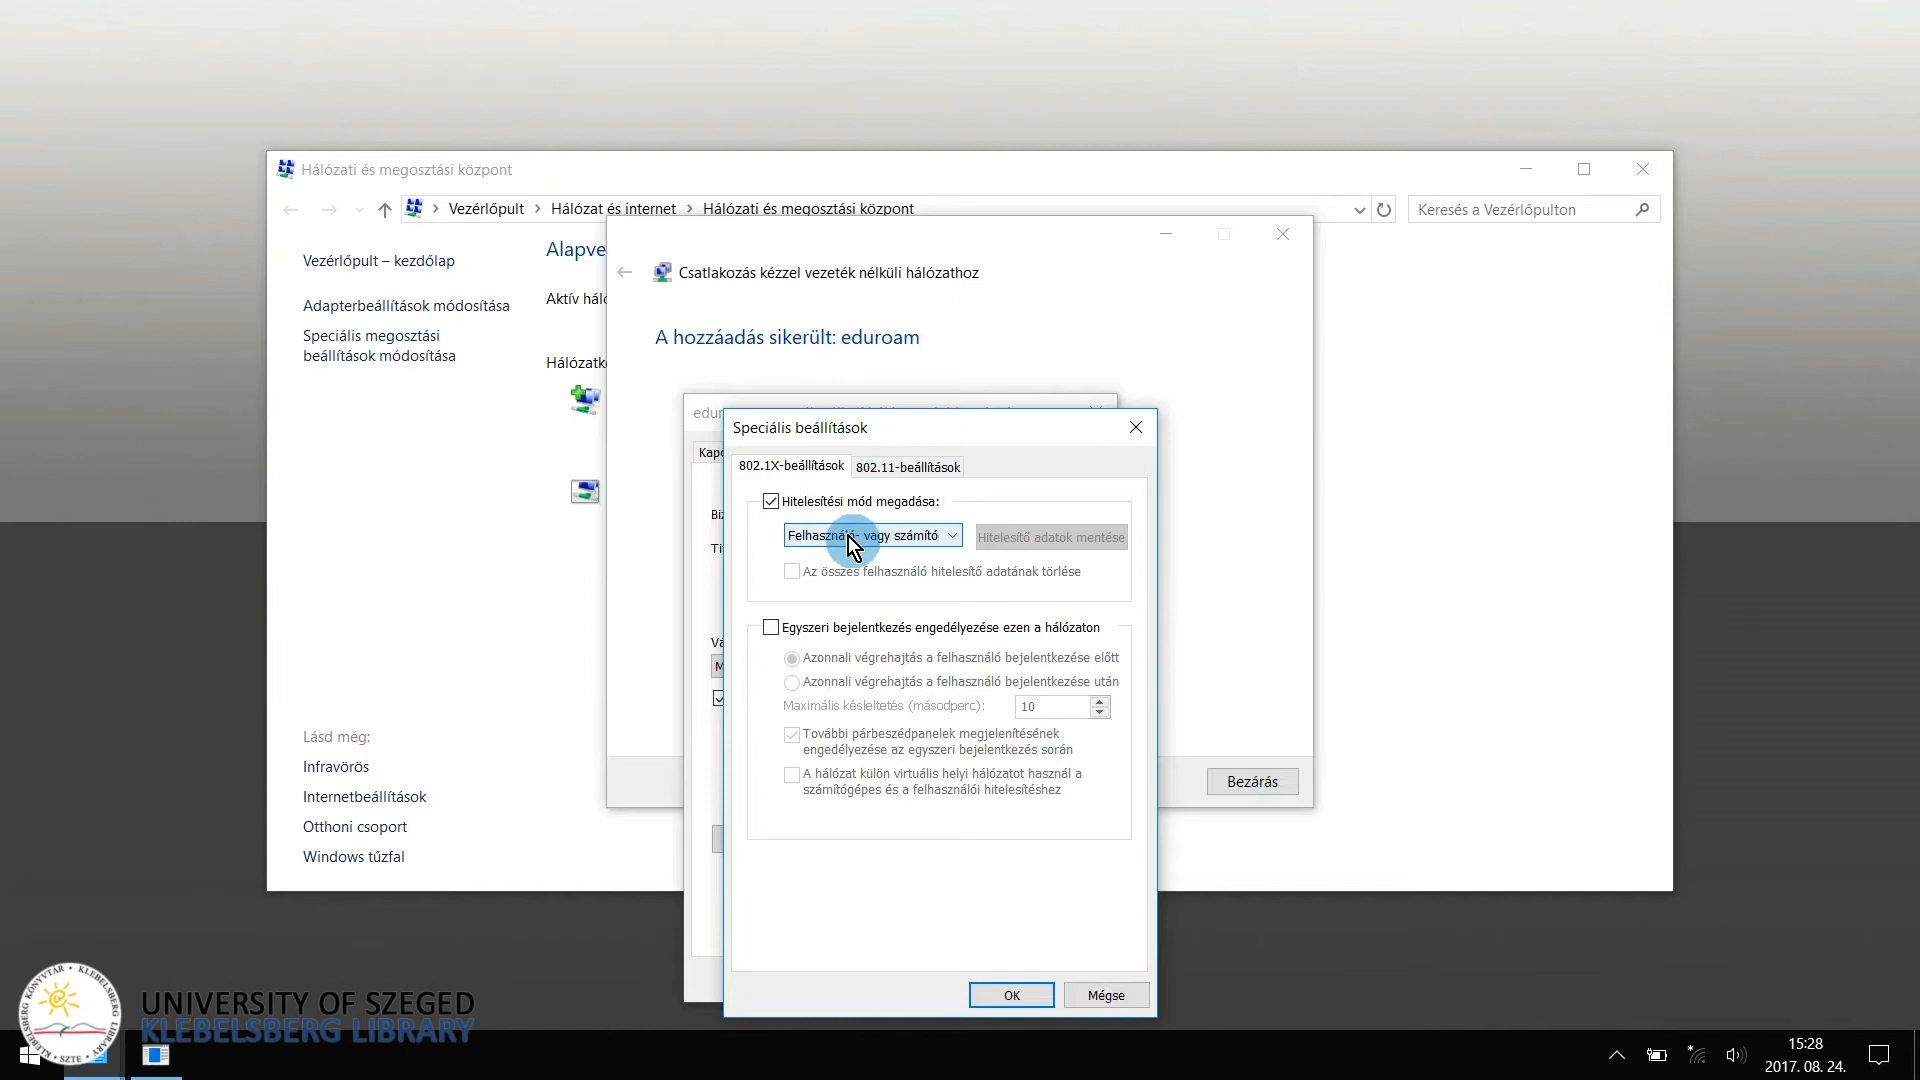 Hálózati és megosztási központ
Vezérlőpult
Hálózat és internet
Hálózati és megosztási központ
Keresés a Vezérlőpulton
Vezérlőpult – kezdőlap
Adapterbeállítások módosítása
Speciális megosztási
beállítások módosítása
Alapve
Aktív háló
Hálózatk
Lásd még:
Infravörös
Internetbeállítások
Otthoni csoport
Windows tűzfal
Csatlakozás kézzel vezeték nélküli hálózathoz
A hozzáadás sikerült: eduroam
Bezárás
Speciális beállítások
802.1X-beállítások
802.11-beállítások
Hitelesítési mód megadása:
Felhasználó- vagy számító
Hitelesítő adatok mentése
Az összes felhasználó hitelesítő adatának törlése
Egyszeri bejelentkezés engedélyezése ezen a hálózaton
Azonnali végrehajtás a felhasználó bejelentkezése előtt
Azonnali végrehajtás a felhasználó bejelentkezése után
Maximális késleltetés (másodperc):
10
További párbeszédpanelek megjelenítésének
engedélyezése az egyszeri bejelentkezés során
A hálózat külön virtuális helyi hálózatot használ a
számítógépes és a felhasználói hitelesítéshez
OK
Mégse
UNIVERSITY OF SZEGED
KLEBELSBERG LIBRARY
KLEBELSBERG KÖNYVTÁR • SZTE •
15:28
2017. 08. 24.